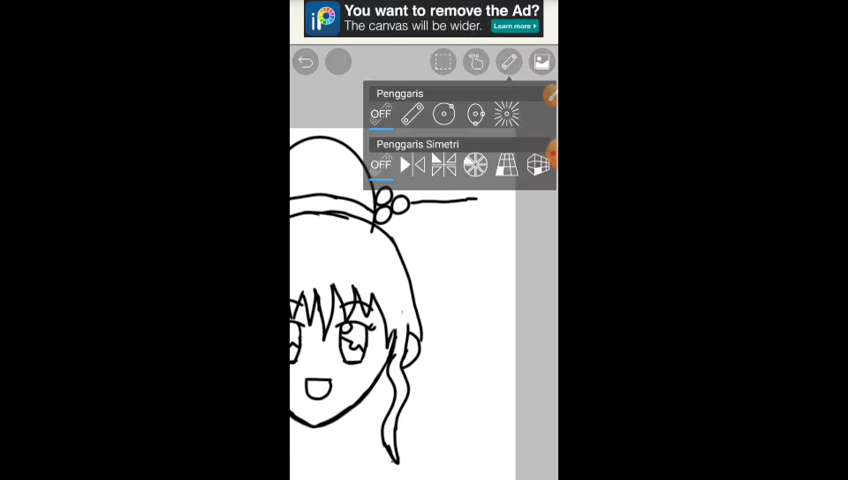 You want to remove the Ad?
The canvas will be wider.
Learn more
Penggaris
OFF
Penggaris Simetri
OFF